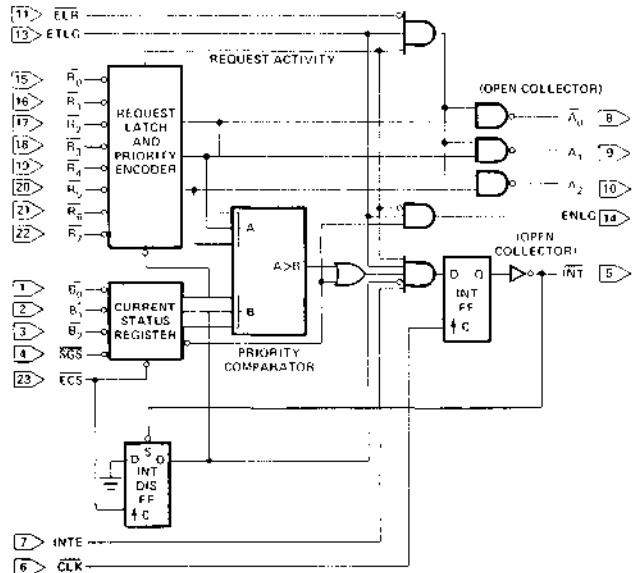 11 ELR
13 ETLG
REQUEST ACTIVITY
15 R0
16 R1
17 R2
18 R3
19 R4
20 R5
21 R6
22 R7
REQUEST
LATCH
AND
PRIORITY
ENCODER
(OPEN COLLECTOR)
A0 8
A1 9
A2 10
ENLG 14
A
A>B
B
PRIORITY
COMPARATOR
(OPEN
COLLECTOR)
D Q
INT
FF
C
INT 5
1 B0
2 B1
3 B2
4 SGS
23 ECS
CURRENT
STATUS
REGISTER
S
D Q
INT
DIS
FF
C
7 INTE
6 CLK